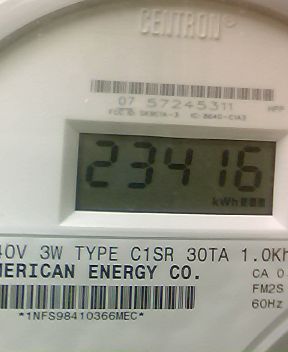 CENTRON
07 57245311
23416
kWh
40V 3W TYPE C1SR 30TA 1.0Kh
MERICAN ENERGY CO.
CA 0
FM2S
60Hz
*1NFS98410366MEC*